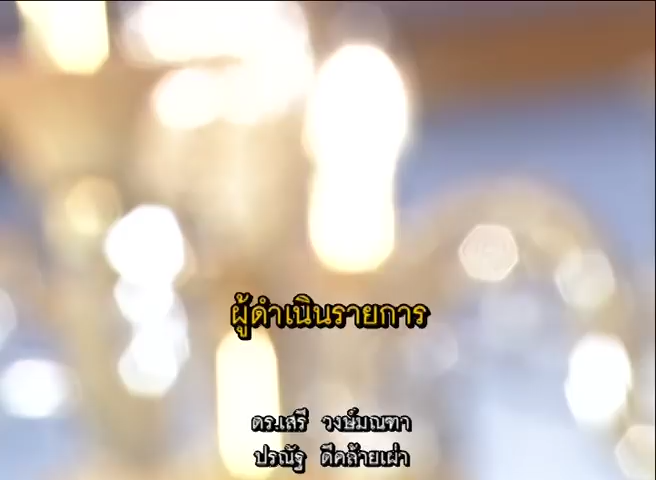 ผู้ดำเนินรายการ
ดร.เสรี วงษ์มณฑา
ปรณัฐ ดีคล้ายเผ่า